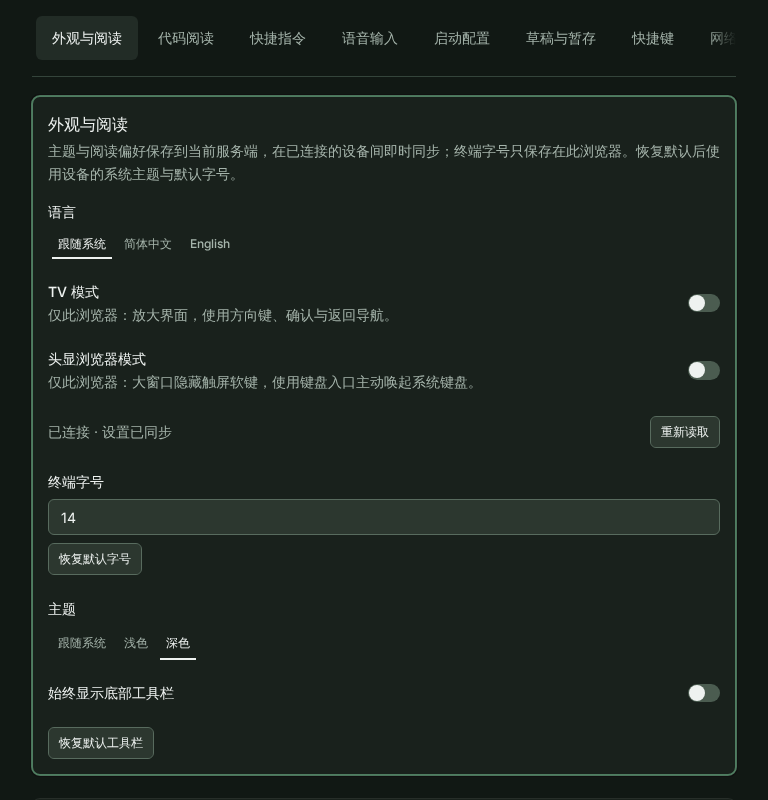 外观与阅读
代码阅读
快捷指令
语音输入
启动配置
草稿与暂存
快捷键
网络
外观与阅读
主题与阅读偏好保存到当前服务端，在已连接的设备间即时同步；终端字号只保存在此浏览器。恢复默认后使
用设备的系统主题与默认字号。
语言
跟随系统
简体中文
English
TV 模式
仅此浏览器：放大界面，使用方向键、确认与返回导航。
头显浏览器模式
仅此浏览器：大窗口隐藏触屏软键，使用键盘入口主动唤起系统键盘。
已连接 · 设置已同步
重新读取
终端字号
14
恢复默认字号
主题
跟随系统
浅色
深色
始终显示底部工具栏
恢复默认工具栏